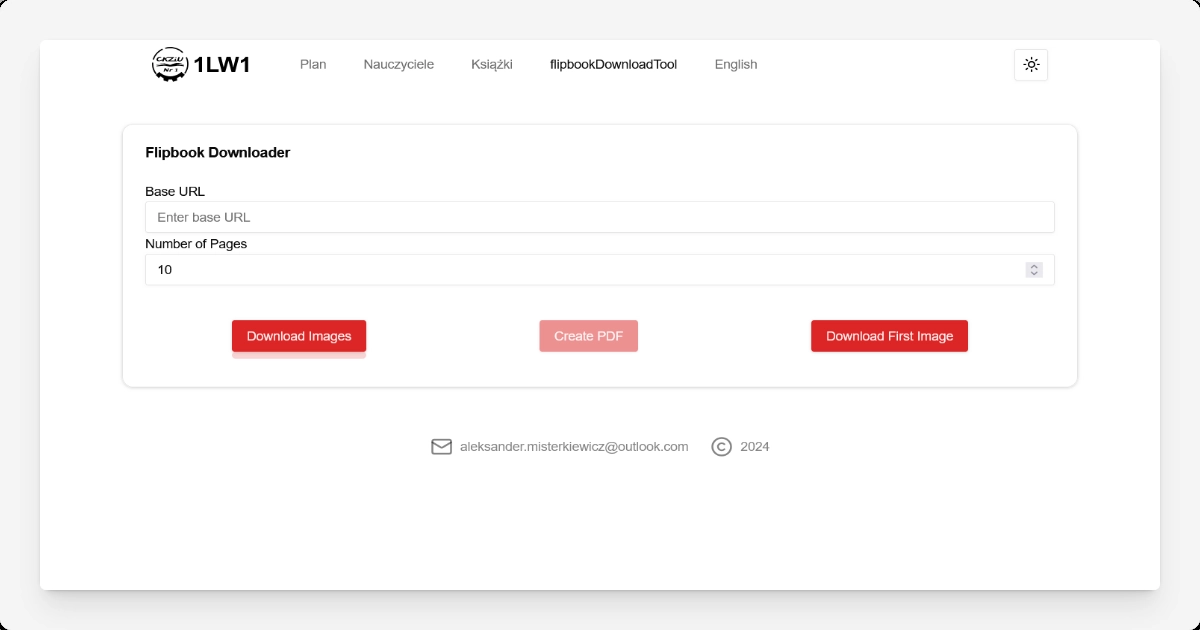 CKZiU
Nr 1
1LW1
Plan
Nauczyciele
Książki
flipbookDownloadTool
English
Flipbook Downloader
Base URL
Enter base URL
Number of Pages
10
Download Images
Create PDF
Download First Image
aleksander.misterkiewicz@outlook.com
© 2024